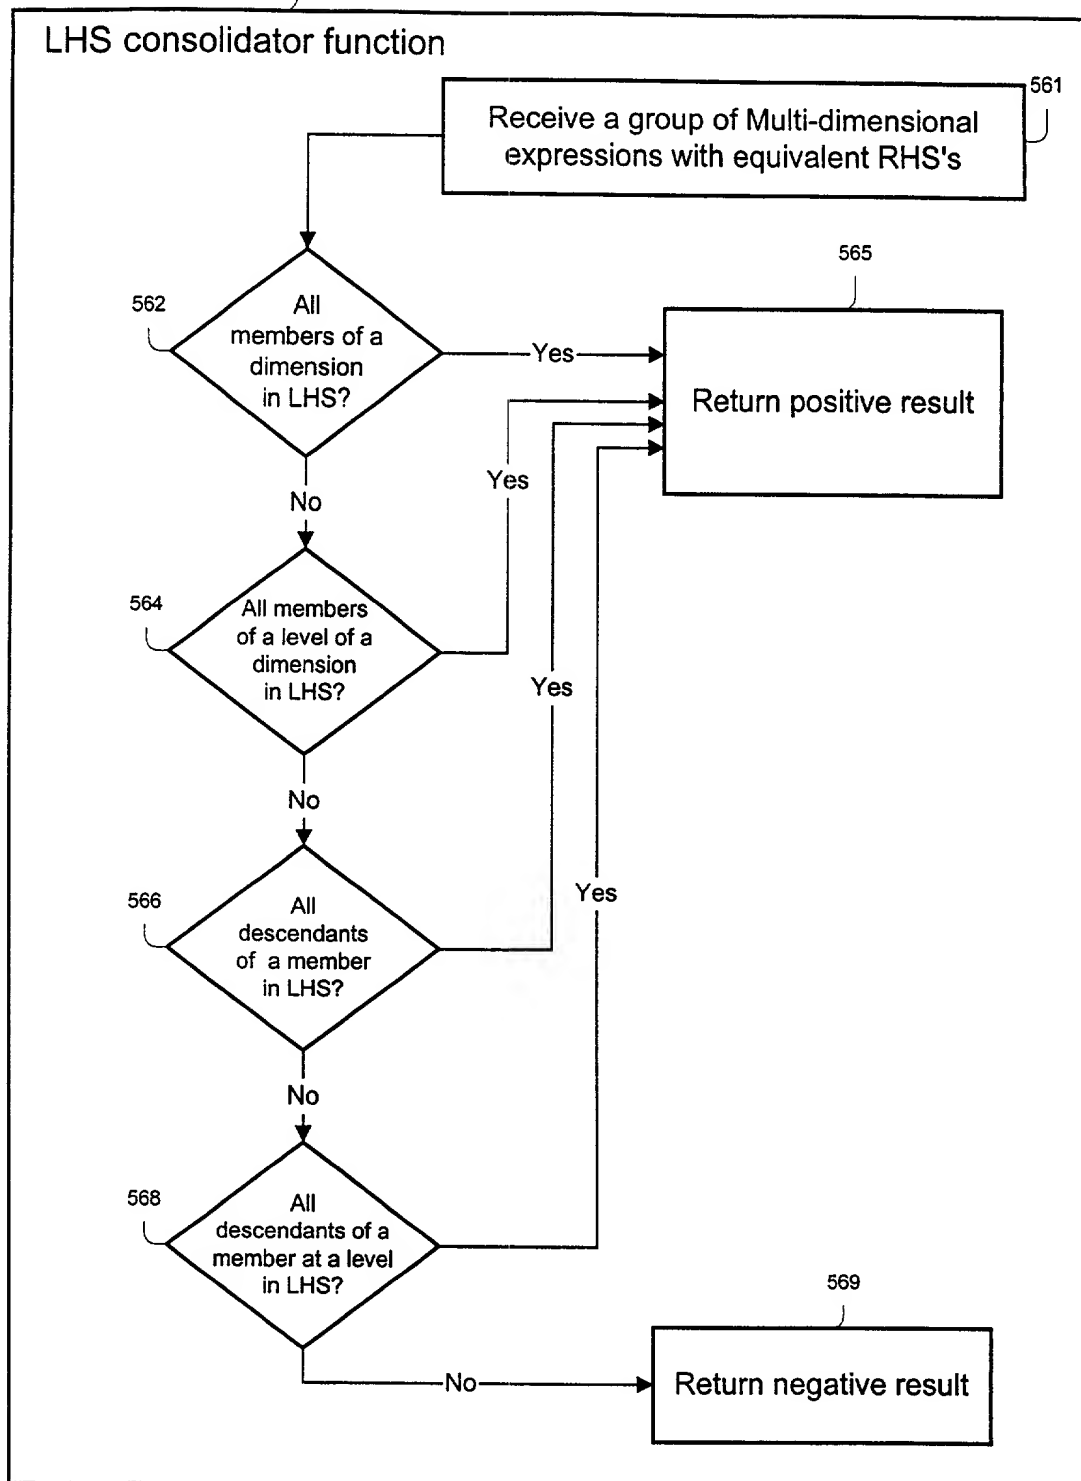 LHS consolidator function
561
Receive a group of Multi-dimensional
expressions with equivalent RHS's
562
All
members of a
dimension
in LHS?
Yes
565
Return positive result
No
Yes
564
All members
of a level of a
dimension
in LHS?
Yes
No
Yes
566
All
descendants
of a member
in LHS?
No
568
All
descendants of a
member at a level
in LHS?
569
No
Return negative result